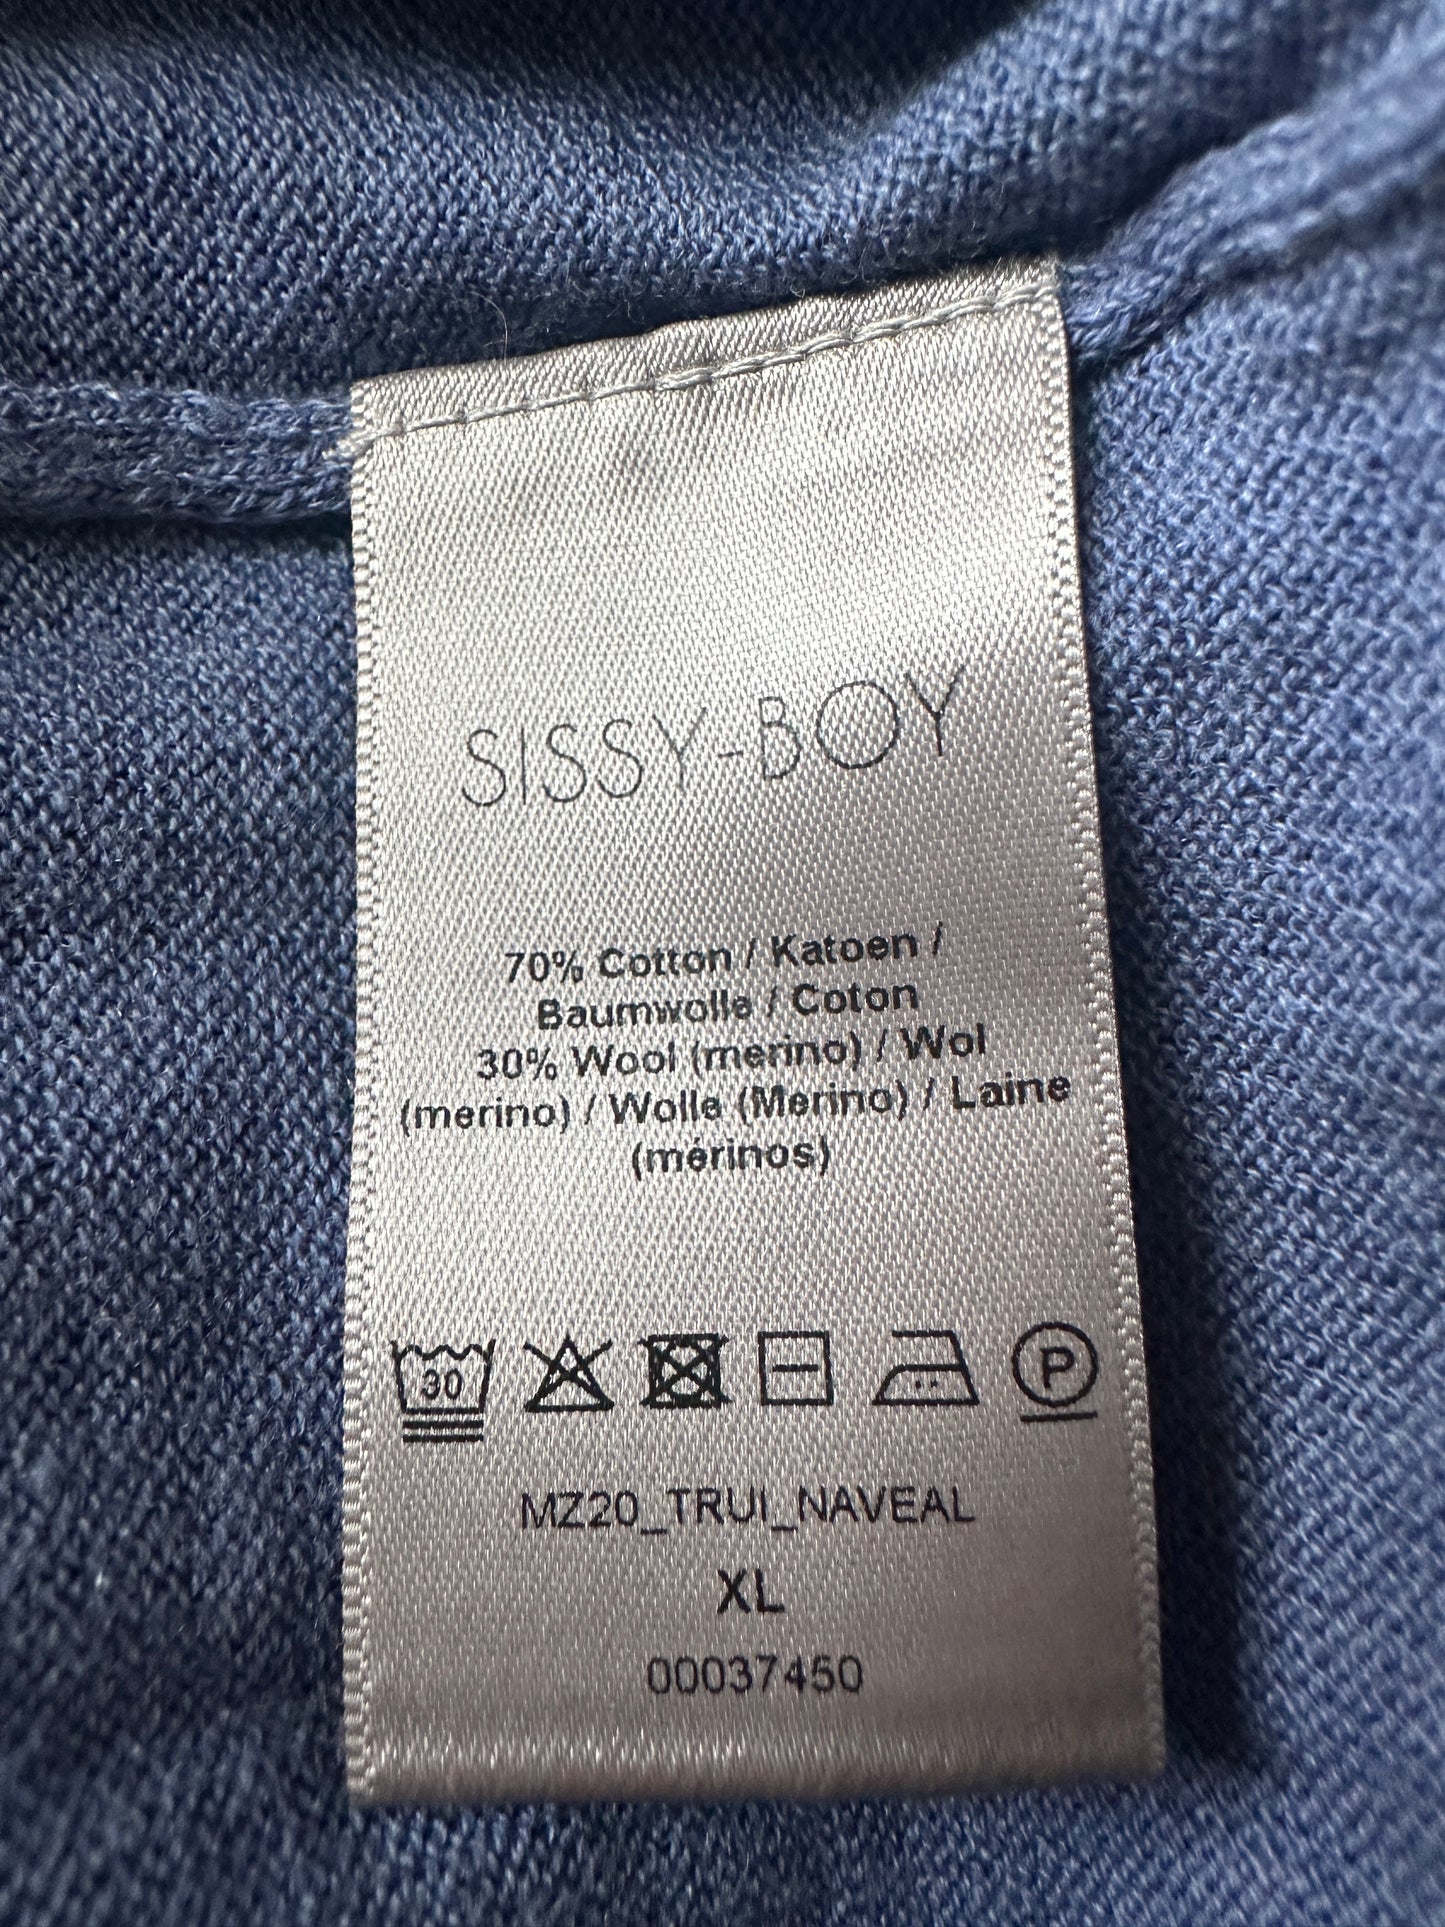 SISSY-BOY
70% Cotton / Katoen /
Baumwolle / Coton
30% Wool (merino) / Wol
(merino) / Wolle (Merino) / Laine
(mérinos)
30 P
MZ20_TRUI_NAVEAL
XL
00037450